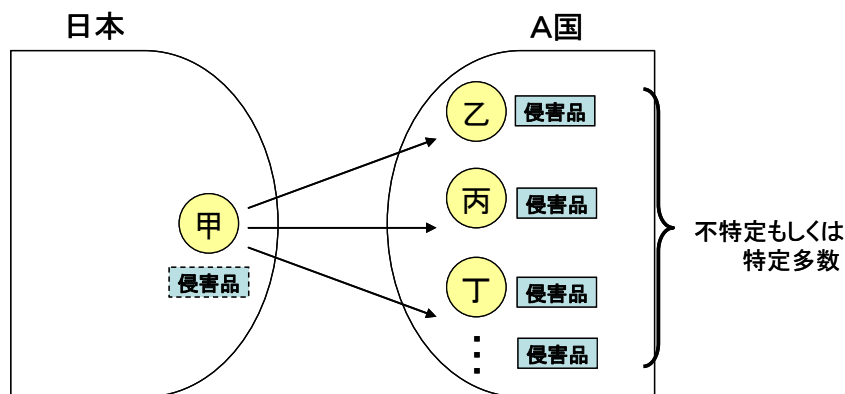 日本
A国
乙 侵害品
丙 侵害品
甲
侵害品
丁 侵害品
侵害品
不特定もしくは
特定多数